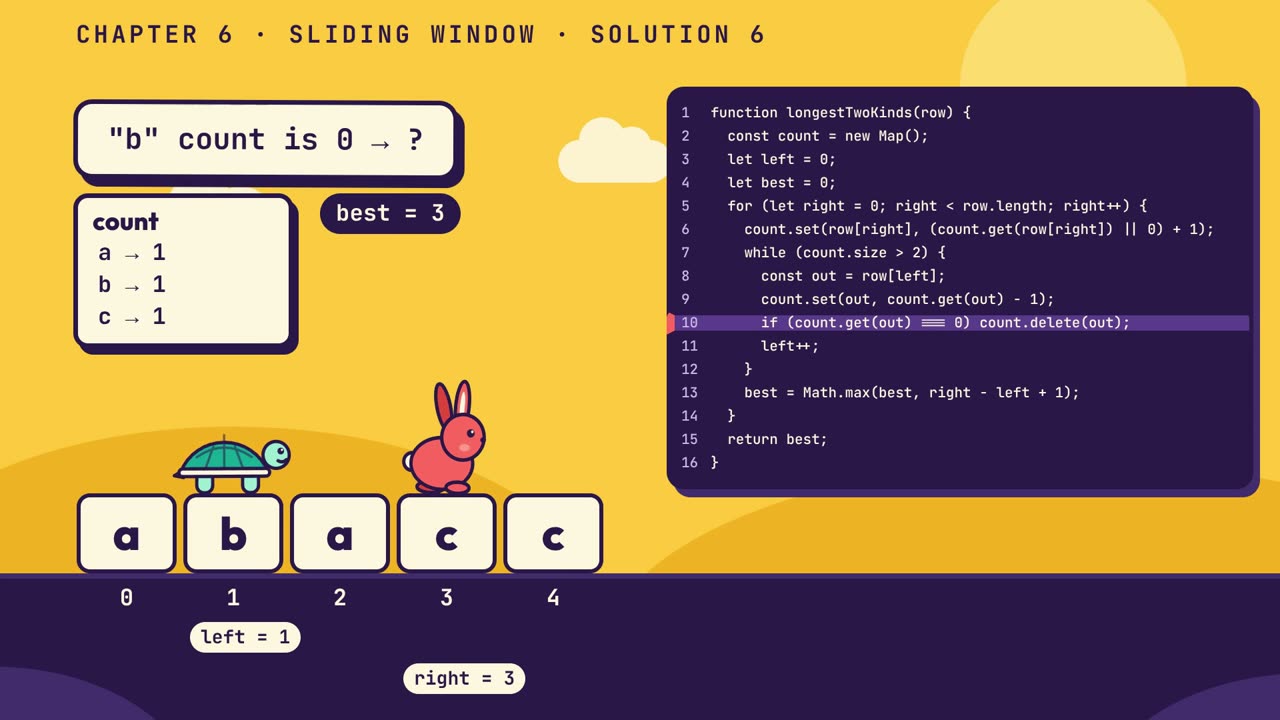 CHAPTER 6 · SLIDING WINDOW · SOLUTION 6
"b" count is 0 → ?
count
a → 1
b → 1
c → 1
best = 3
1 function longestTwoKinds(row) {
2 const count = new Map();
3 let left = 0;
4 let best = 0;
5 for (let right = 0; right < row.length; right++) {
6 count.set(row[right], (count.get(row[right]) || 0) + 1);
7 while (count.size > 2) {
8 const out = row[left];
9 count.set(out, count.get(out) - 1);
10 if (count.get(out) === 0) count.delete(out);
11 left++;
12 }
13 best = Math.max(best, right - left + 1);
14 }
15 return best;
16 }
a b a c c
0 1 2 3 4
left = 1
right = 3